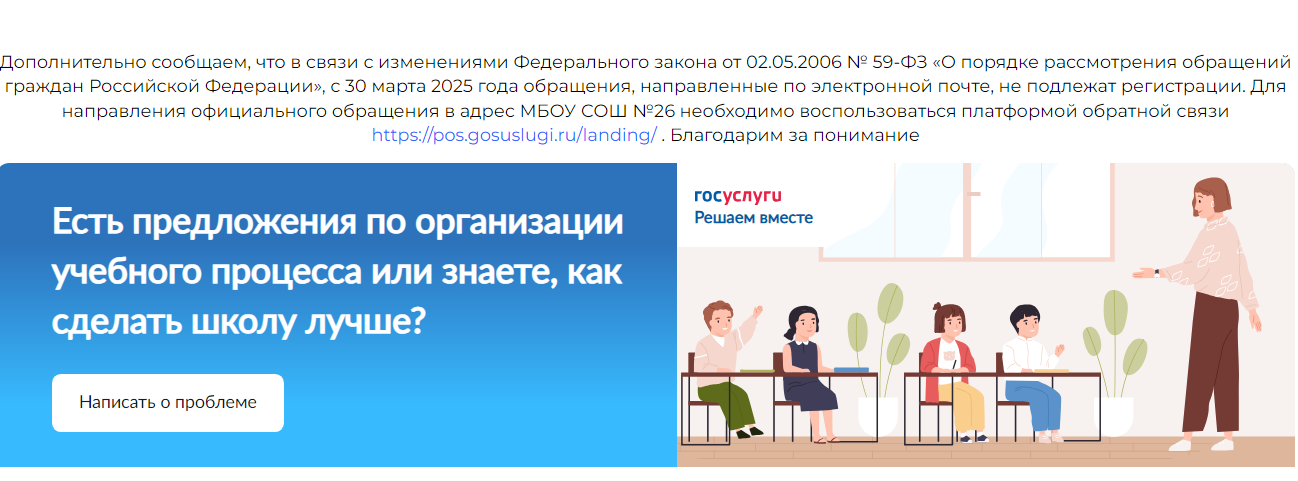 Дополнительно сообщаем, что в связи с изменениями Федерального закона от 02.05.2006 № 59-ФЗ «О порядке рассмотрения обращений
граждан Российской Федерации», с 30 марта 2025 года обращения, направленные по электронной почте, не подлежат регистрации. Для
направления официального обращения в адрес МБОУ СОШ №26 необходимо воспользоваться платформой обратной связи
https://pos.gosuslugi.ru/landing/ . Благодарим за понимание
Есть предложения по организации
учебного процесса или знаете, как
сделать школу лучше?
Написать о проблеме
госуслуги
Решаем вместе